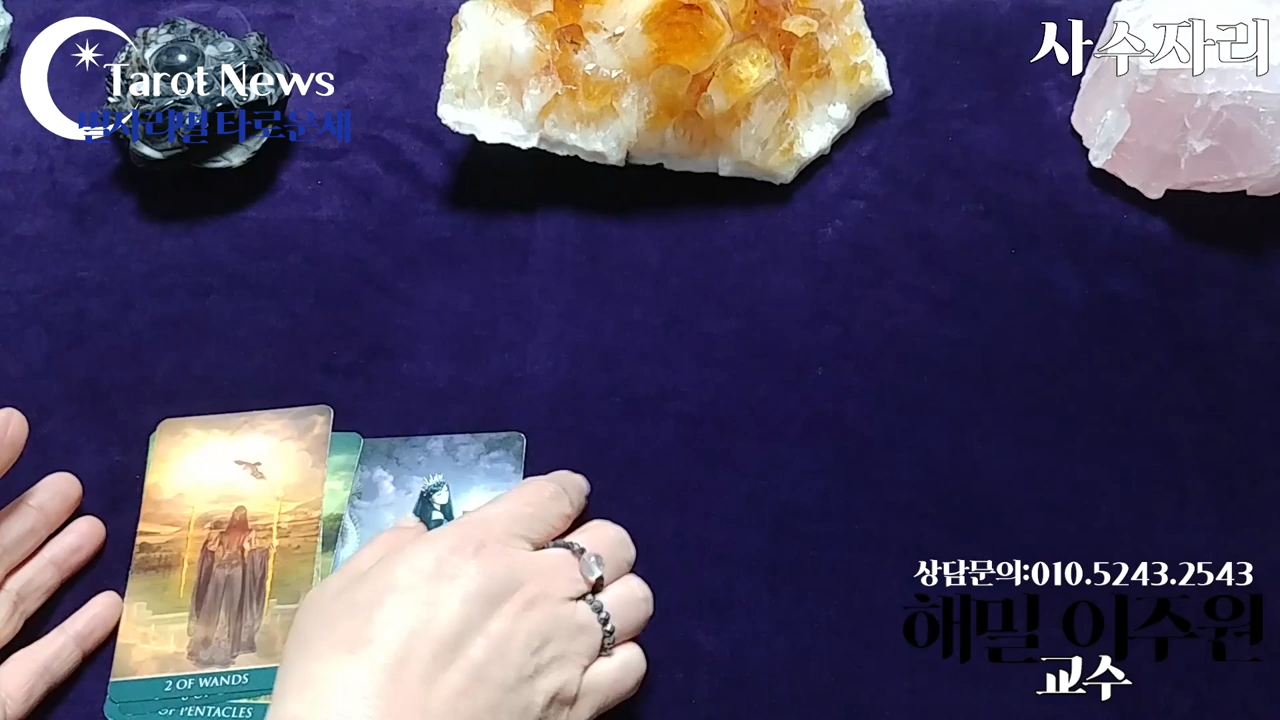 Tarot News
별자리별 타로운세
사수자리
2 OF WANDS
OF PENTACLES
상담문의:010.5243.2543
해밀 이주원
교수